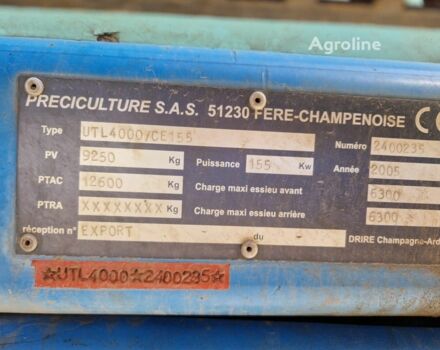 Agroline
PRECICULTURE S.A.S. 51230 FERE-CHAMPENOISE CE
Type UTL4000/CE155 Numéro 2400235
PV 9250 Kg Puissance 155 Kw Année 2005
PTAC 12600 Kg Charge maxi essieu avant 6300
PTRA XXXXXXXX Kg Charge maxi essieu arrière 6300
réception n° EXPORT du DRIRE Champagne-Ard
☆UTL4000☆2400235☆